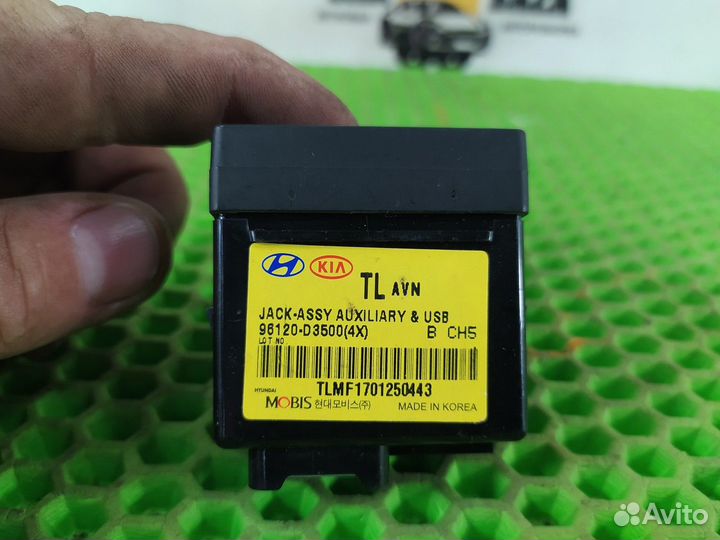 KIA
TL AVN
JACK-ASSY AUXILIARY & USB
96120-D3500(4X) B CH5
LOT NO
TLMF1701250443
HYUNDAI
MOBIS 현대모비스(주) MADE IN KOREA
Avito